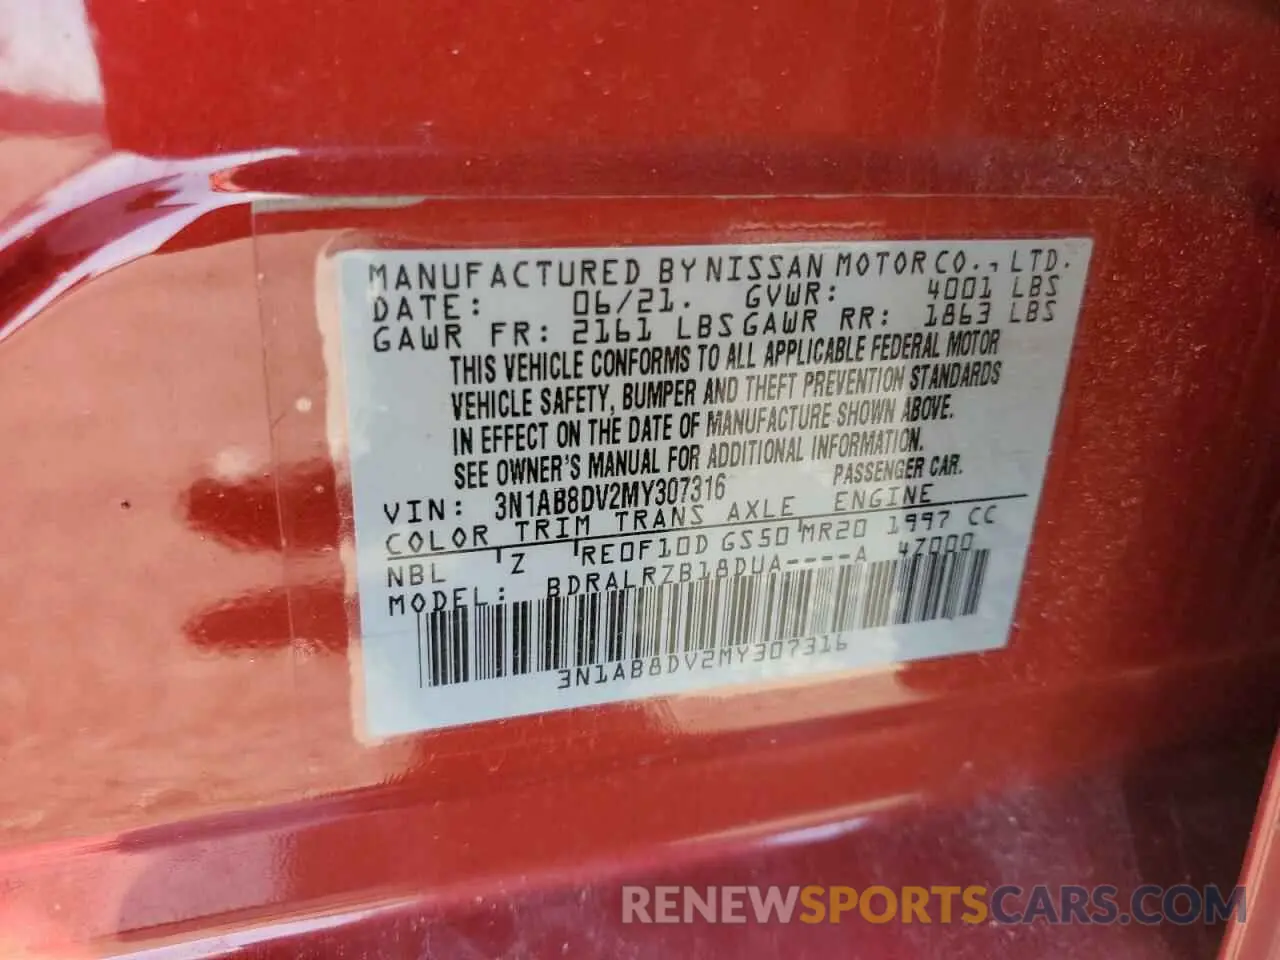 MANUFACTURED BY NISSAN MOTOR CO., LTD.
DATE: 06/21. GVWR: 4001 LBS
GAWR FR: 2161 LBS GAWR RR: 1863 LBS
THIS VEHICLE CONFORMS TO ALL APPLICABLE FEDERAL MOTOR
VEHICLE SAFETY, BUMPER AND THEFT PREVENTION STANDARDS
IN EFFECT ON THE DATE OF MANUFACTURE SHOWN ABOVE.
SEE OWNER'S MANUAL FOR ADDITIONAL INFORMATION.
VIN: 3N1AB8DV2MY307316 PASSENGER CAR.
COLOR TRIM TRANS AXLE ENGINE
NBL Z RE0F10D GS50 MR20 1997 CC
MODEL: BDRALRZB18DUA----A 47000
3N1AB8DV2MY307316
RENEWSPORTSCARS.COM